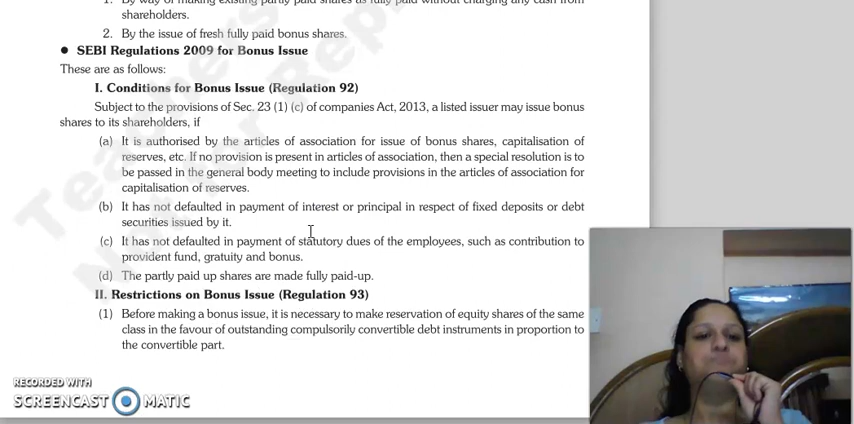 1. By way of making existing partly paid shares as fully paid without charging any cash from
shareholders.
2. By the issue of fresh fully paid bonus shares.
● SEBI Regulations 2009 for Bonus Issue
These are as follows:
I. Conditions for Bonus Issue (Regulation 92)
Subject to the provisions of Sec. 23 (1) (c) of companies Act, 2013, a listed issuer may issue bonus
shares to its shareholders, if
(a) It is authorised by the articles of association for issue of bonus shares, capitalisation of
reserves, etc. If no provision is present in articles of association, then a special resolution is to
be passed in the general body meeting to include provisions in the articles of association for
capitalisation of reserves.
(b) It has not defaulted in payment of interest or principal in respect of fixed deposits or debt
securities issued by it.
(c) It has not defaulted in payment of statutory dues of the employees, such as contribution to
provident fund, gratuity and bonus.
(d) The partly paid up shares are made fully paid-up.
II. Restrictions on Bonus Issue (Regulation 93)
(1) Before making a bonus issue, it is necessary to make reservation of equity shares of the same
class in the favour of outstanding compulsorily convertible debt instruments in proportion to
the convertible part.
RECORDED WITH
SCREENCAST MATIC